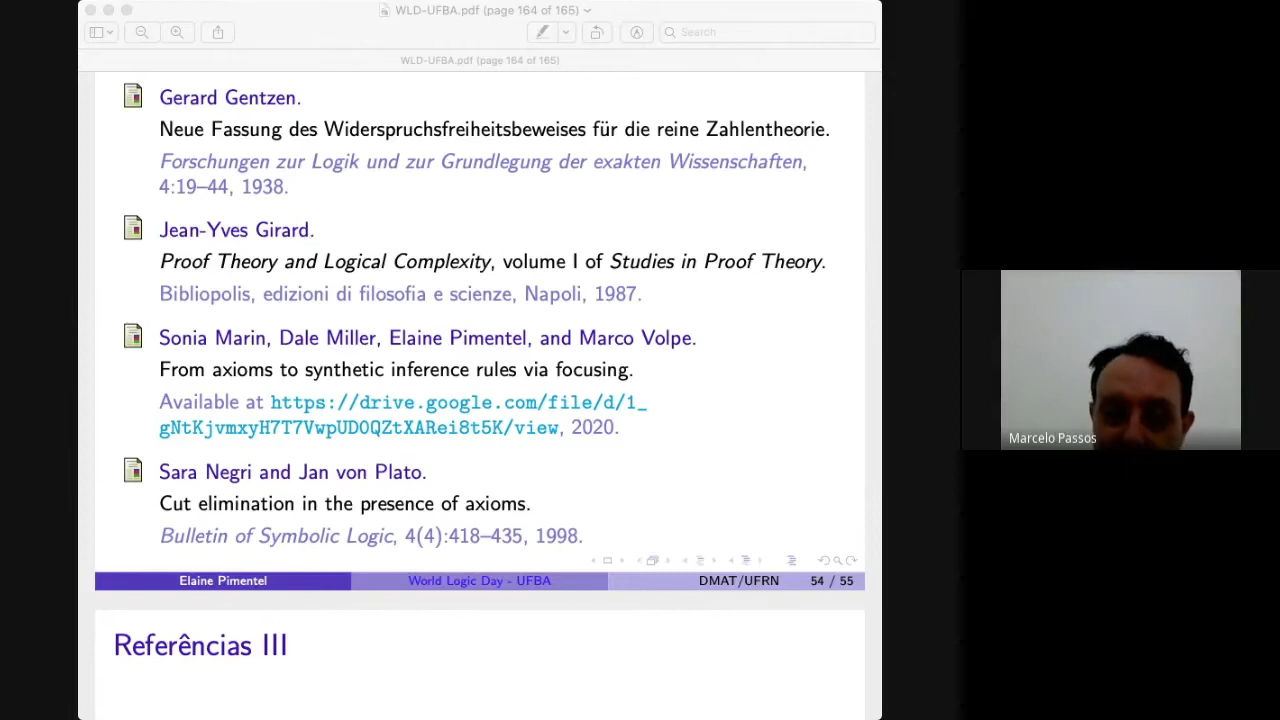 WLD-UFBA.pdf (page 164 of 165)
Search
WLD-UFBA.pdf (page 164 of 165)
Gerard Gentzen.
Neue Fassung des Widerspruchsfreiheitsbeweises für die reine Zahlentheorie.
Forschungen zur Logik und zur Grundlegung der exakten Wissenschaften,
4:19–44, 1938.
Jean-Yves Girard.
Proof Theory and Logical Complexity, volume I of Studies in Proof Theory.
Bibliopolis, edizioni di filosofia e scienze, Napoli, 1987.
Sonia Marin, Dale Miller, Elaine Pimentel, and Marco Volpe.
From axioms to synthetic inference rules via focusing.
Available at https://drive.google.com/file/d/1_
gNtKjvmxyH7T7VwpUD0QZtXARei8t5K/view, 2020.
Sara Negri and Jan von Plato.
Cut elimination in the presence of axioms.
Bulletin of Symbolic Logic, 4(4):418–435, 1998.
Elaine Pimentel World Logic Day - UFBA DMAT/UFRN 54 / 55
Referências III
Marcelo Passos